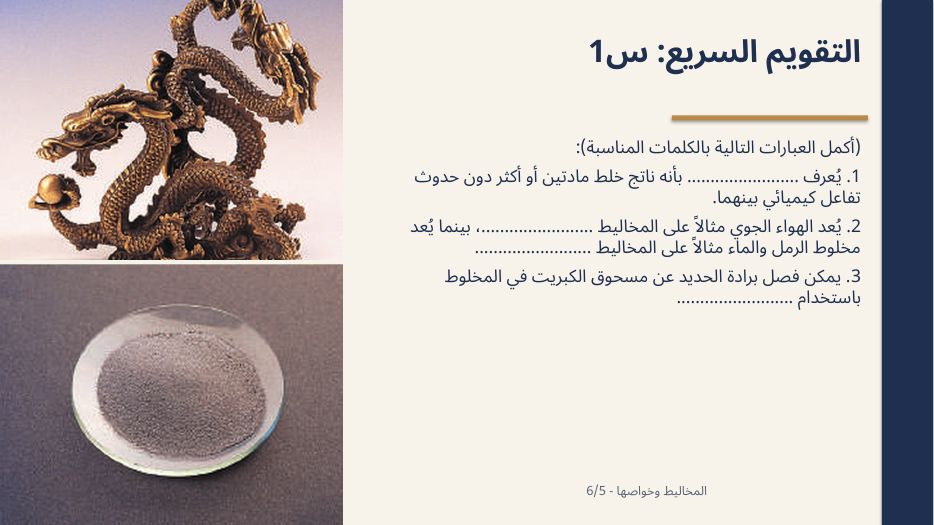 التقويم السريع: س1
(أكمل العبارات التالية بالكلمات المناسبة):
1. يُعرف ........................ بأنه ناتج خلط مادتين أو أكثر دون حدوث
تفاعل كيميائي بينهما.
2. يُعد الهواء الجوي مثالاً على المخاليط ........................، بينما يُعد
مخلوط الرمل والماء مثالاً على المخاليط .........................
3. يمكن فصل برادة الحديد عن مسحوق الكبريت في المخلوط
باستخدام .........................
المخاليط وخواصها - 6/5